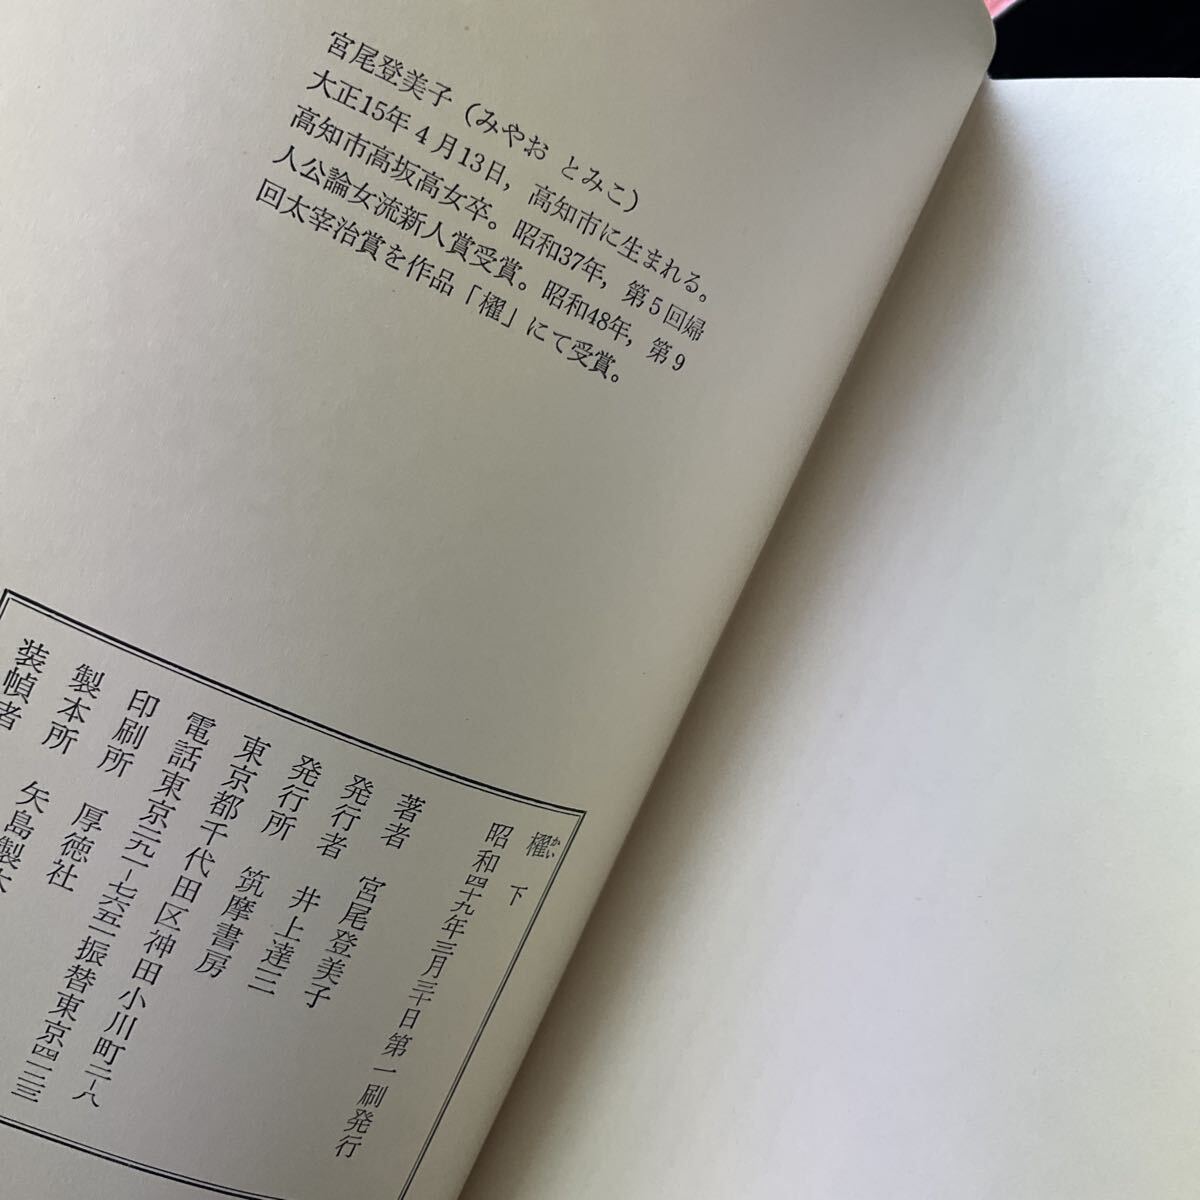 宮尾登美子（みやお とみこ）
大正15年4月13日，高知市に生まれる。
高知市高坂高女卒。昭和37年，第5回婦
人公論女流新人賞受賞。昭和48年，第9
回太宰治賞を作品「櫂」にて受賞。
櫂 下
かい
昭和四十九年三月三十日第一刷発行
著者 宮尾登美子
発行者 井上達三
発行所 筑摩書房
東京都千代田区神田小川町二-八
電話東京二九一-七六五一振替東京四一二三
印刷所 厚徳社
製本所 矢島製本
装幀者